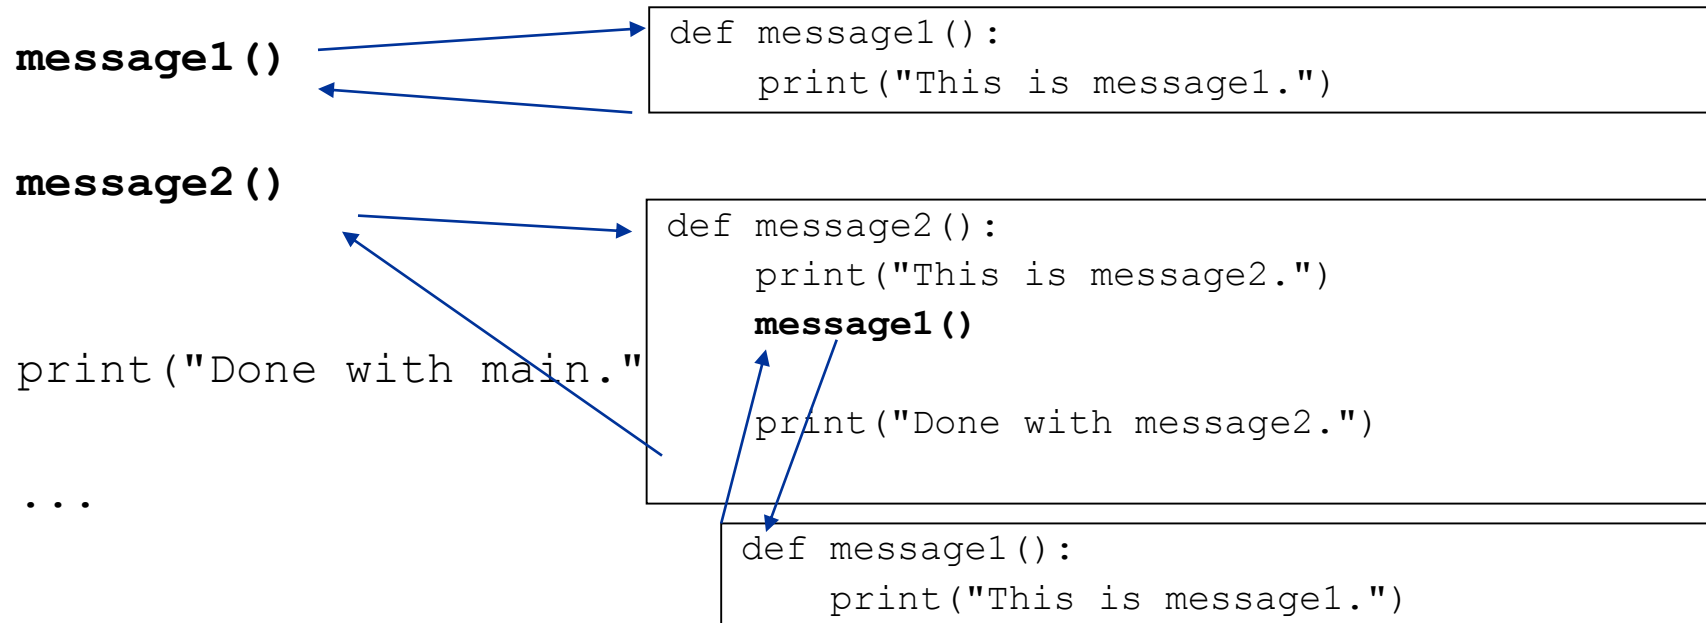 message1()
def message1():
    print("This is message1.")
message2()
def message2():
    print("This is message2.")
    message1()
    print("Done with message2.")
print("Done with main."
...
def message1():
    print("This is message1.")